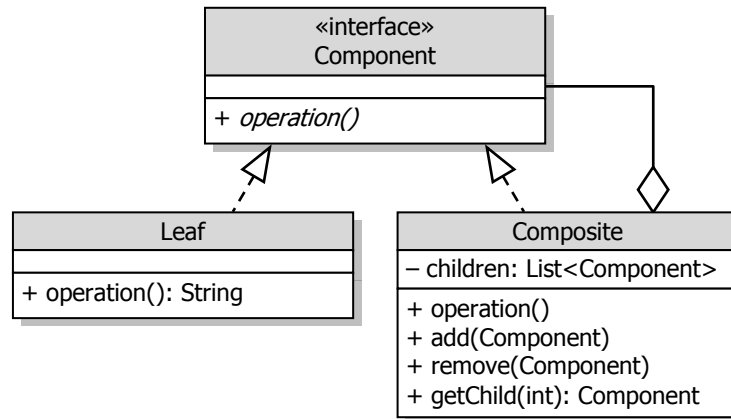 «interface»
Component
+ operation()
Leaf
+ operation(): String
Composite
– children: List<Component>
+ operation()
+ add(Component)
+ remove(Component)
+ getChild(int): Component